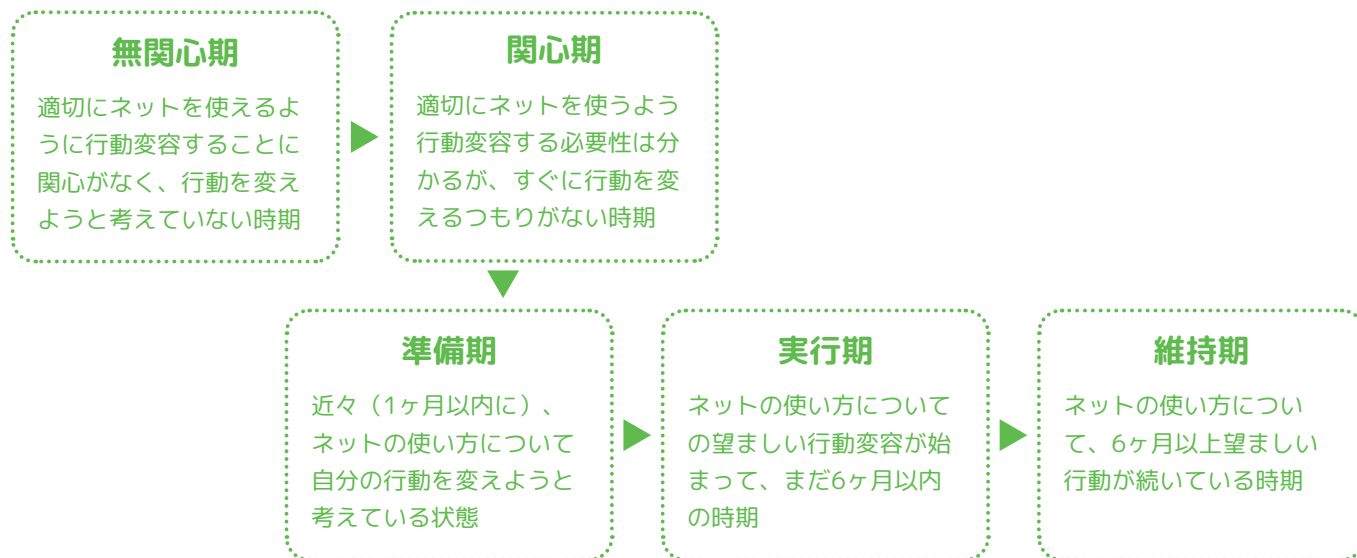 無関心期
適切にネットを使えるよ
うに行動変容することに
関心がなく、行動を変え
ようと考えていない時期
関心期
適切にネットを使うよう
行動変容する必要性は分
かるが、すぐに行動を変
えるつもりがない時期
準備期
近々（1ヶ月以内に）、
ネットの使い方について
自分の行動を変えようと
考えている状態
実行期
ネットの使い方について
の望ましい行動変容が始
まって、まだ6ヶ月以内
の時期
維持期
ネットの使い方につい
て、6ヶ月以上望ましい
行動が続いている時期